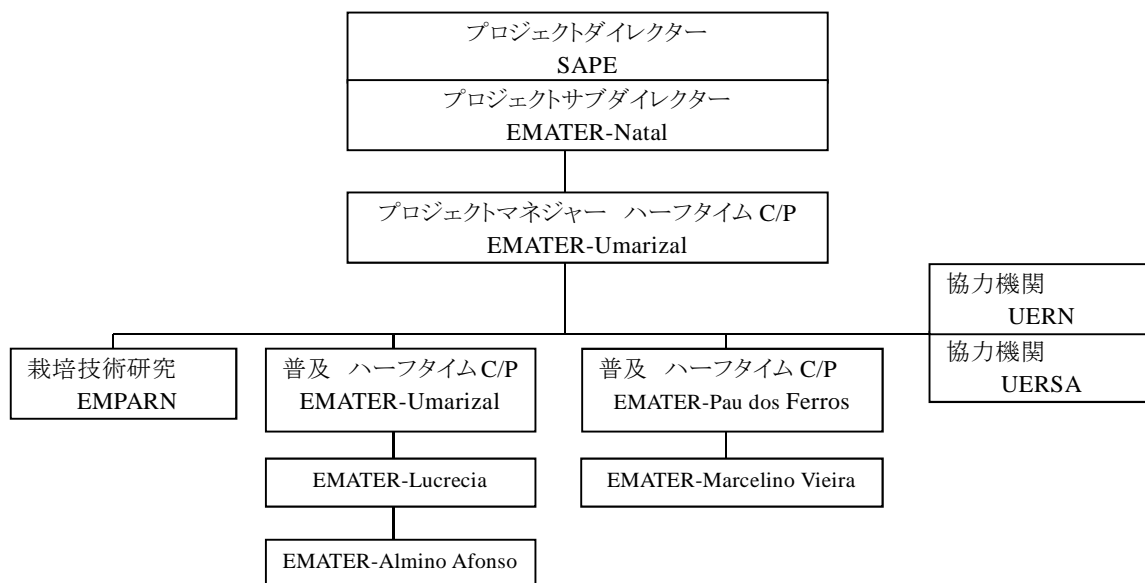 プロジェクトダイレクター
SAPE
プロジェクトサブダイレクター
EMATER-Natal
プロジェクトマネジャー ハーフタイム C/P
EMATER-Umarizal
協力機関
UERN
協力機関
UERSA
栽培技術研究
EMPARN
普及 ハーフタイム C/P
EMATER-Umarizal
普及 ハーフタイム C/P
EMATER-Pau dos Ferros
EMATER-Lucrecia
EMATER-Marcelino Vieira
EMATER-Almino Afonso